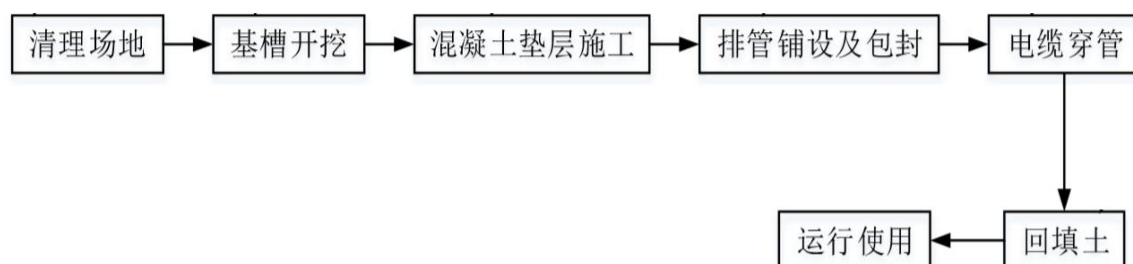 清理场地
基槽开挖
混凝土垫层施工
排管铺设及包封
电缆穿管
回填土
运行使用